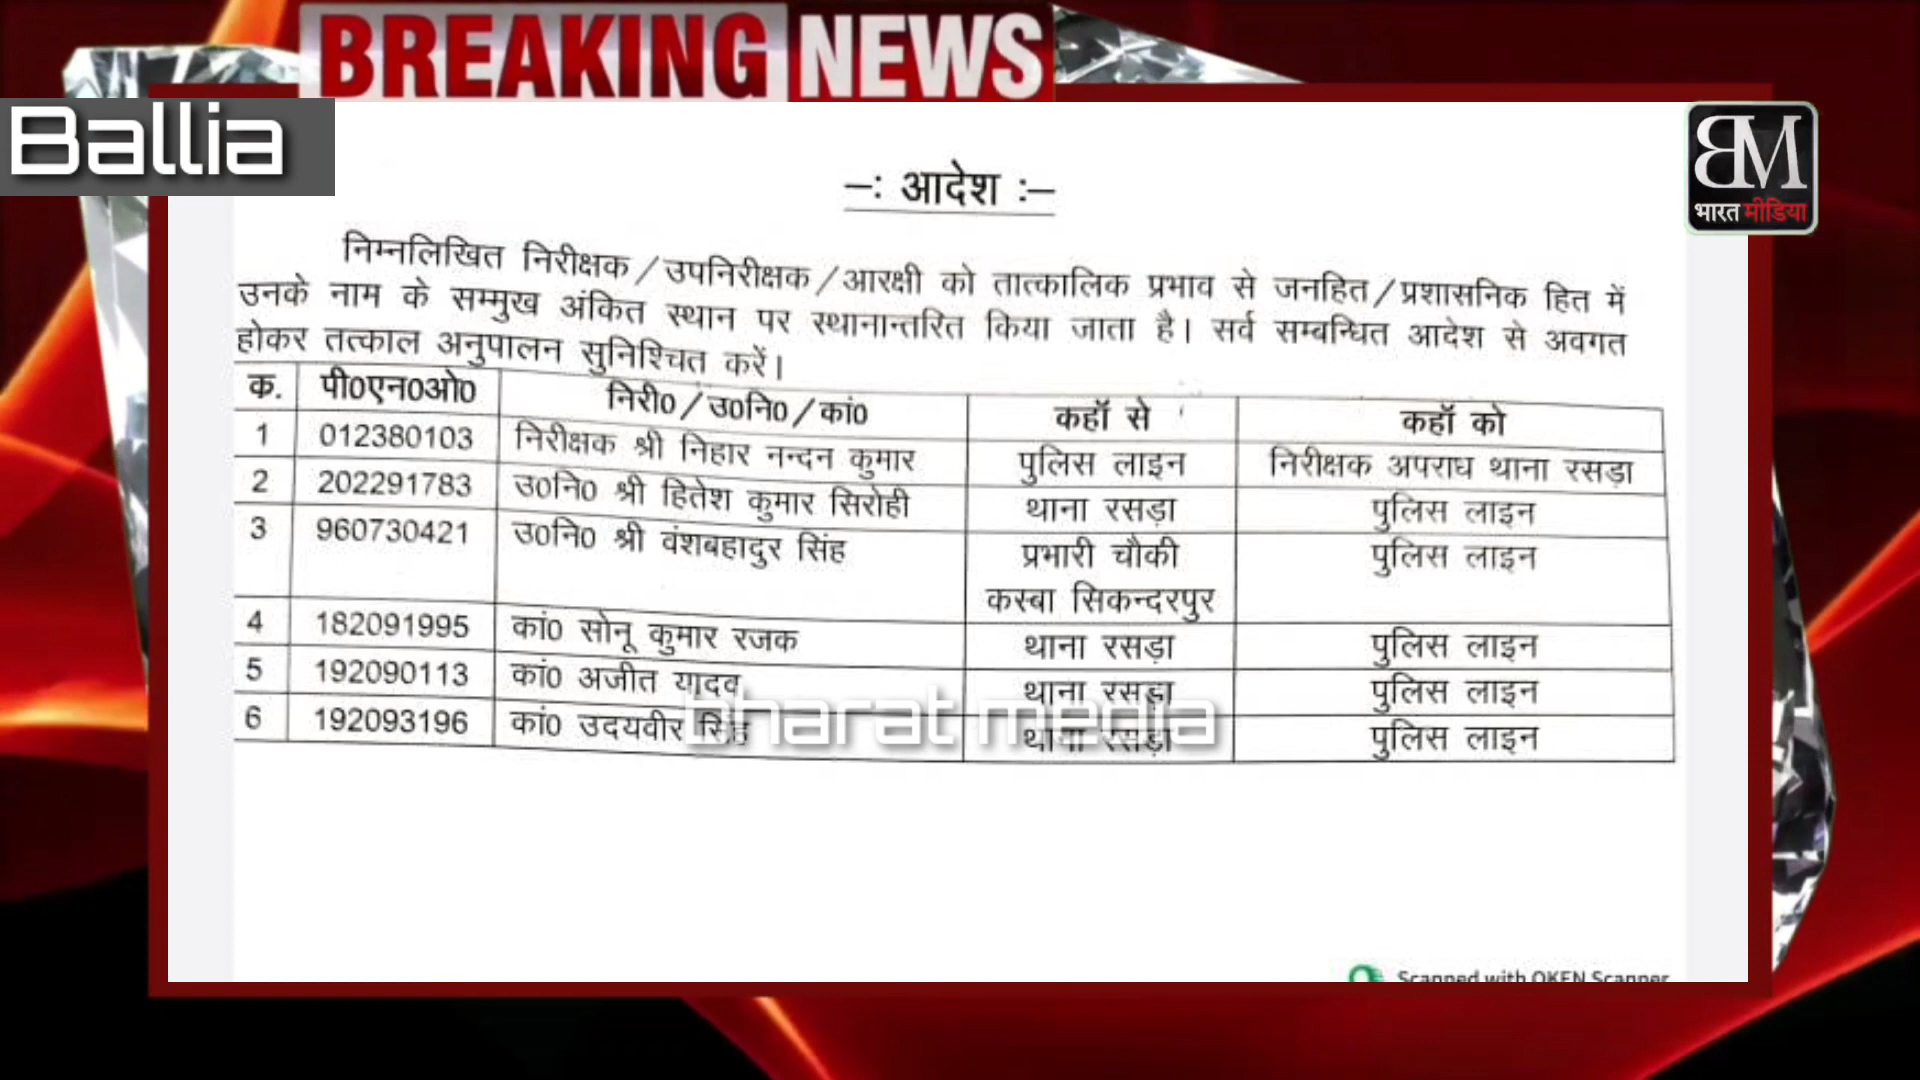 BREAKING NEWS
Ballia
BM
भारत मीडिया
–: आदेश :–
निम्नलिखित निरीक्षक/उपनिरीक्षक/आरक्षी को तात्कालिक प्रभाव से जनहित/प्रशासनिक हित में
उनके नाम के सम्मुख अंकित स्थान पर स्थानान्तरित किया जाता है। सर्व सम्बन्धित आदेश से अवगत
होकर तत्काल अनुपालन सुनिश्चित करें।
क. पी0एन0ओ0 निरी0/उ0नि0/कां0 कहॉ से कहॉ को
1 012380103 निरीक्षक श्री निहार नन्दन कुमार पुलिस लाइन निरीक्षक अपराध थाना रसड़ा
2 202291783 उ0नि0 श्री हितेश कुमार सिरोही थाना रसड़ा पुलिस लाइन
3 960730421 उ0नि0 श्री वंशबहादुर सिंह प्रभारी चौकी पुलिस लाइन
कस्बा सिकन्दरपुर
4 182091995 कां0 सोनू कुमार रजक थाना रसड़ा पुलिस लाइन
5 192090113 कां0 अजीत यादव थाना रसड़ा पुलिस लाइन
6 192093196 कां0 उदयवीर सिंह थाना रसड़ा पुलिस लाइन
bharat media
Scanned with OKEN Scanner